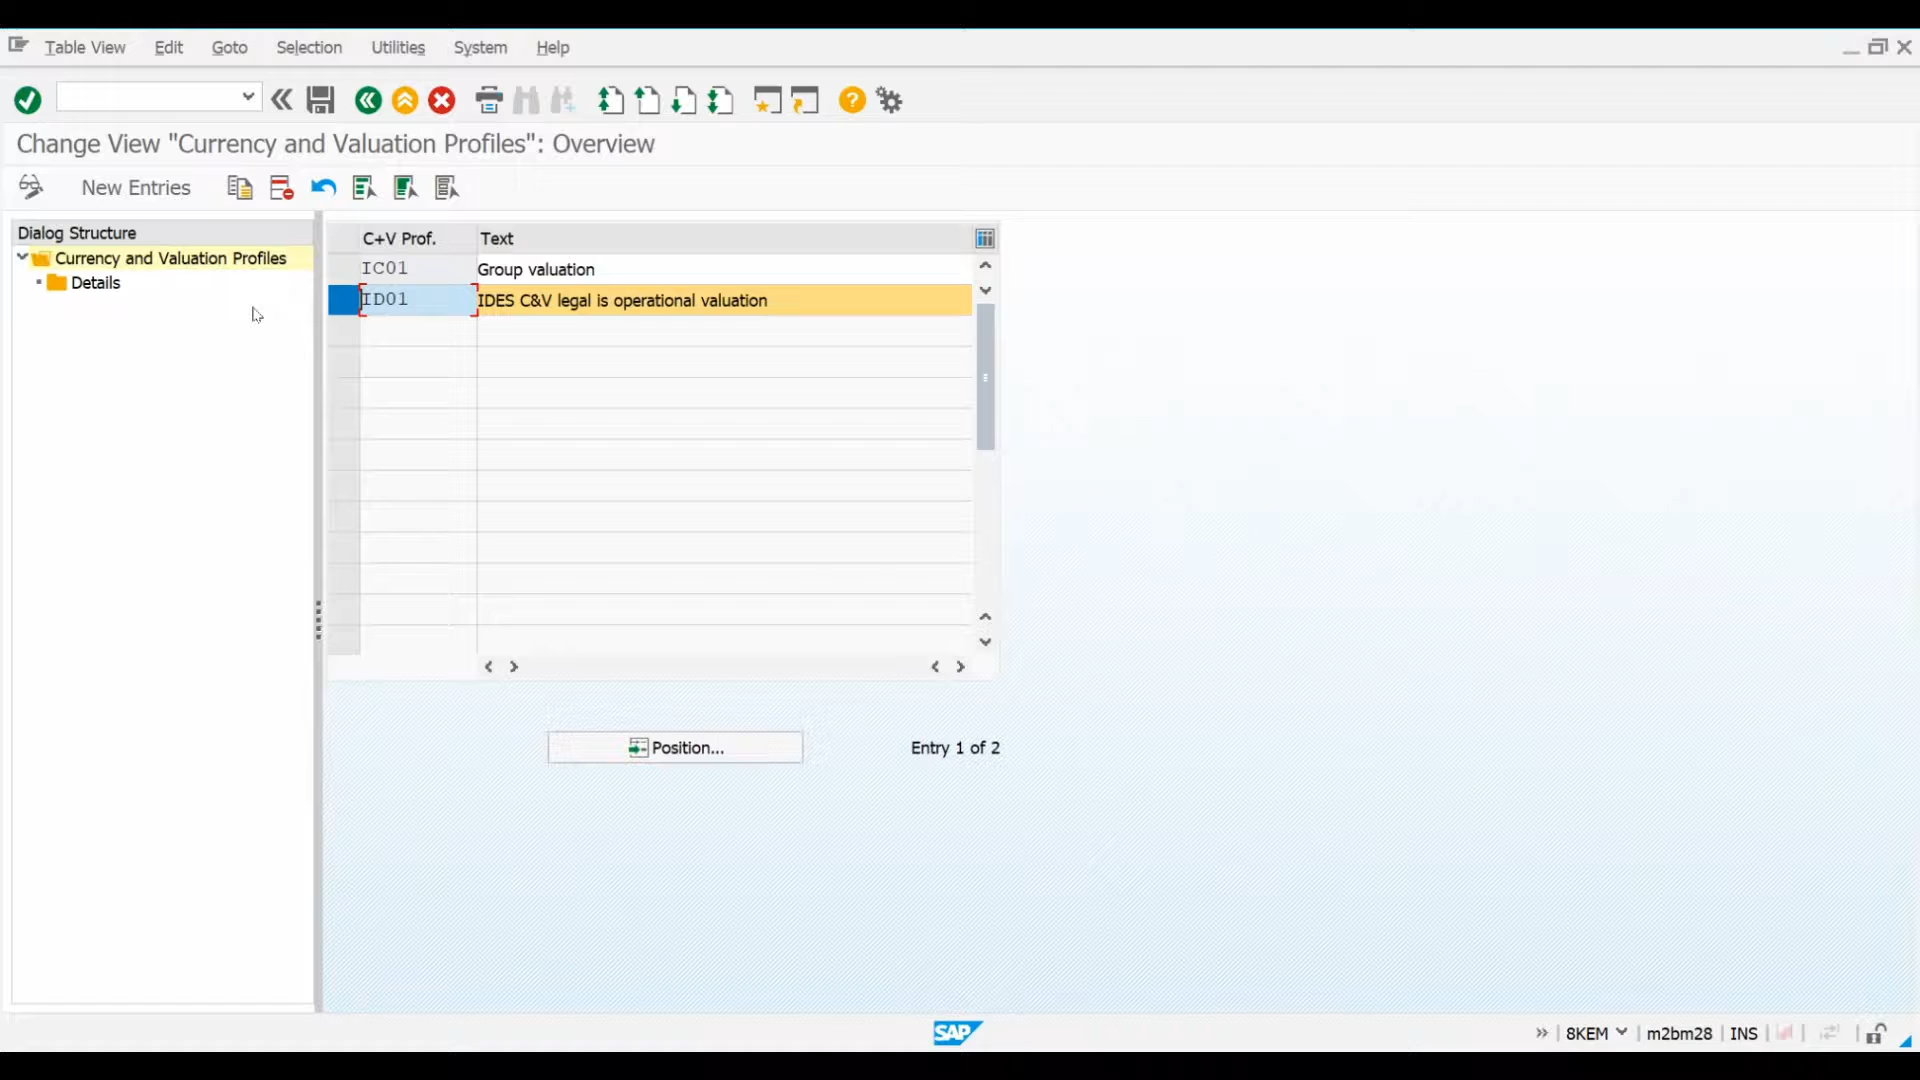 Table View Edit Goto Selection Utilities System Help
Change View "Currency and Valuation Profiles": Overview
New Entries
Dialog Structure
Currency and Valuation Profiles
Details
C+V Prof. Text
IC01 Group valuation
ID01 IDES C&V legal is operational valuation
Position...
Entry 1 of 2
SAP
8KEM
m2bm28
INS